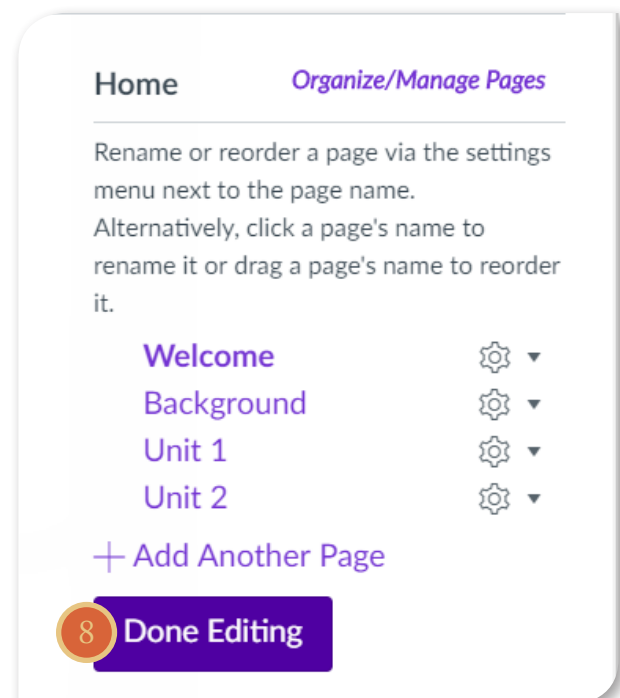 Home Organize/Manage Pages
Rename or reorder a page via the settings
menu next to the page name.
Alternatively, click a page's name to
rename it or drag a page's name to reorder
it.
Welcome
Background
Unit 1
Unit 2
+ Add Another Page
8 Done Editing